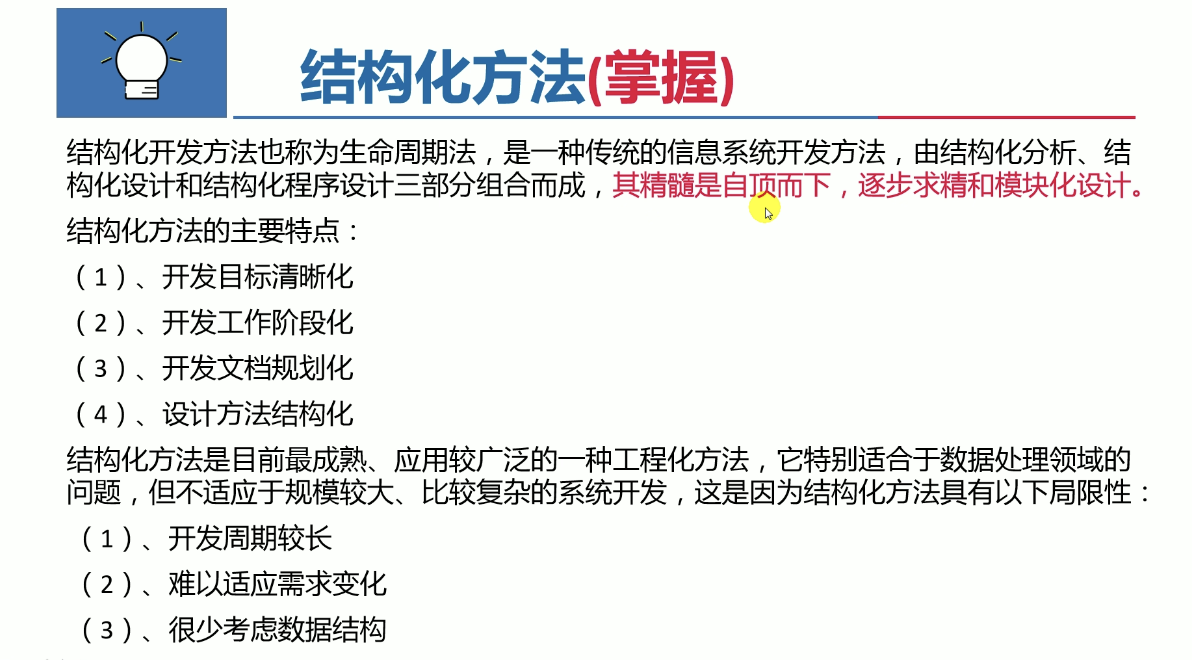 结构化方法(掌握)
结构化开发方法也称为生命周期法，是一种传统的信息系统开发方法，由结构化分析、结
构化设计和结构化程序设计三部分组合而成，其精髓是自顶而下，逐步求精和模块化设计。
结构化方法的主要特点：
（1）、开发目标清晰化
（2）、开发工作阶段化
（3）、开发文档规划化
（4）、设计方法结构化
结构化方法是目前最成熟、应用较广泛的一种工程化方法，它特别适合于数据处理领域的
问题，但不适应于规模较大、比较复杂的系统开发，这是因为结构化方法具有以下局限性：
（1）、开发周期较长
（2）、难以适应需求变化
（3）、很少考虑数据结构